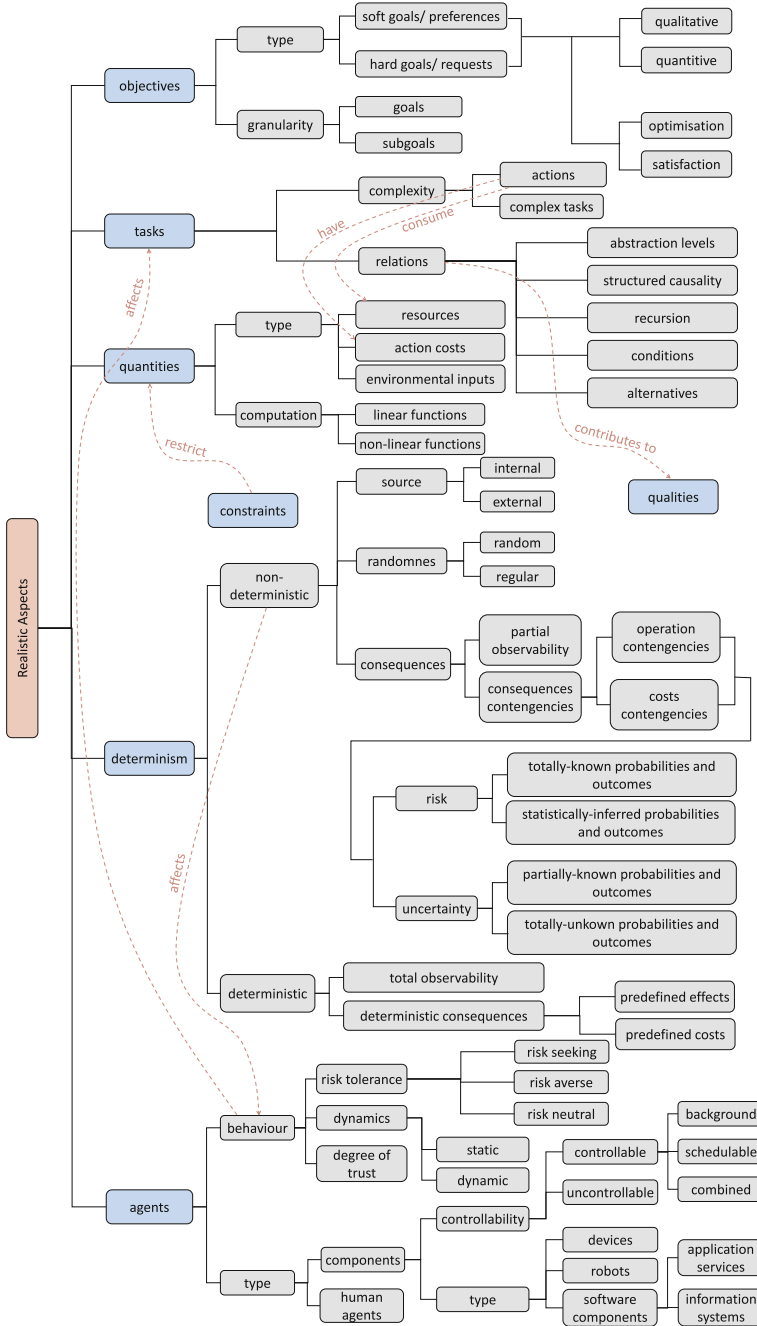 soft goals/ preferences
qualitative
type
quantitive
hard goals/ requests
objectives
goals
granularity
optimisation
subgoals
satisfaction
actions
complexity
complex tasks
have
consume
tasks
abstraction levels
relations
structured causality
affects
resources
recursion
type
action costs
quantities
conditions
environmental inputs
alternatives
computation
linear functions
non-linear functions
contributes to
restrict
internal
source
qualities
external
constraints
random
randomnes
non-
deterministic
regular
Realistic Aspects
partial
observability
operation
contengencies
consequences
consequences
contengencies
costs
contengencies
determinism
totally-known probabilities and
outcomes
risk
statistically-inferred probabilities
and outcomes
affects
partially-known probabilities and
outcomes
uncertainty
totally-unkown probabilities and
outcomes
total observability
deterministic
predefined effects
deterministic consequences
predefined costs
risk seeking
risk tolerance
risk averse
risk neutral
background
dynamics
behaviour
static
controllable
schedulable
degree of
trust
dynamic
uncontrollable
combined
agents
controllability
devices
components
application
services
robots
type
human
agents
type
software
components
information
systems